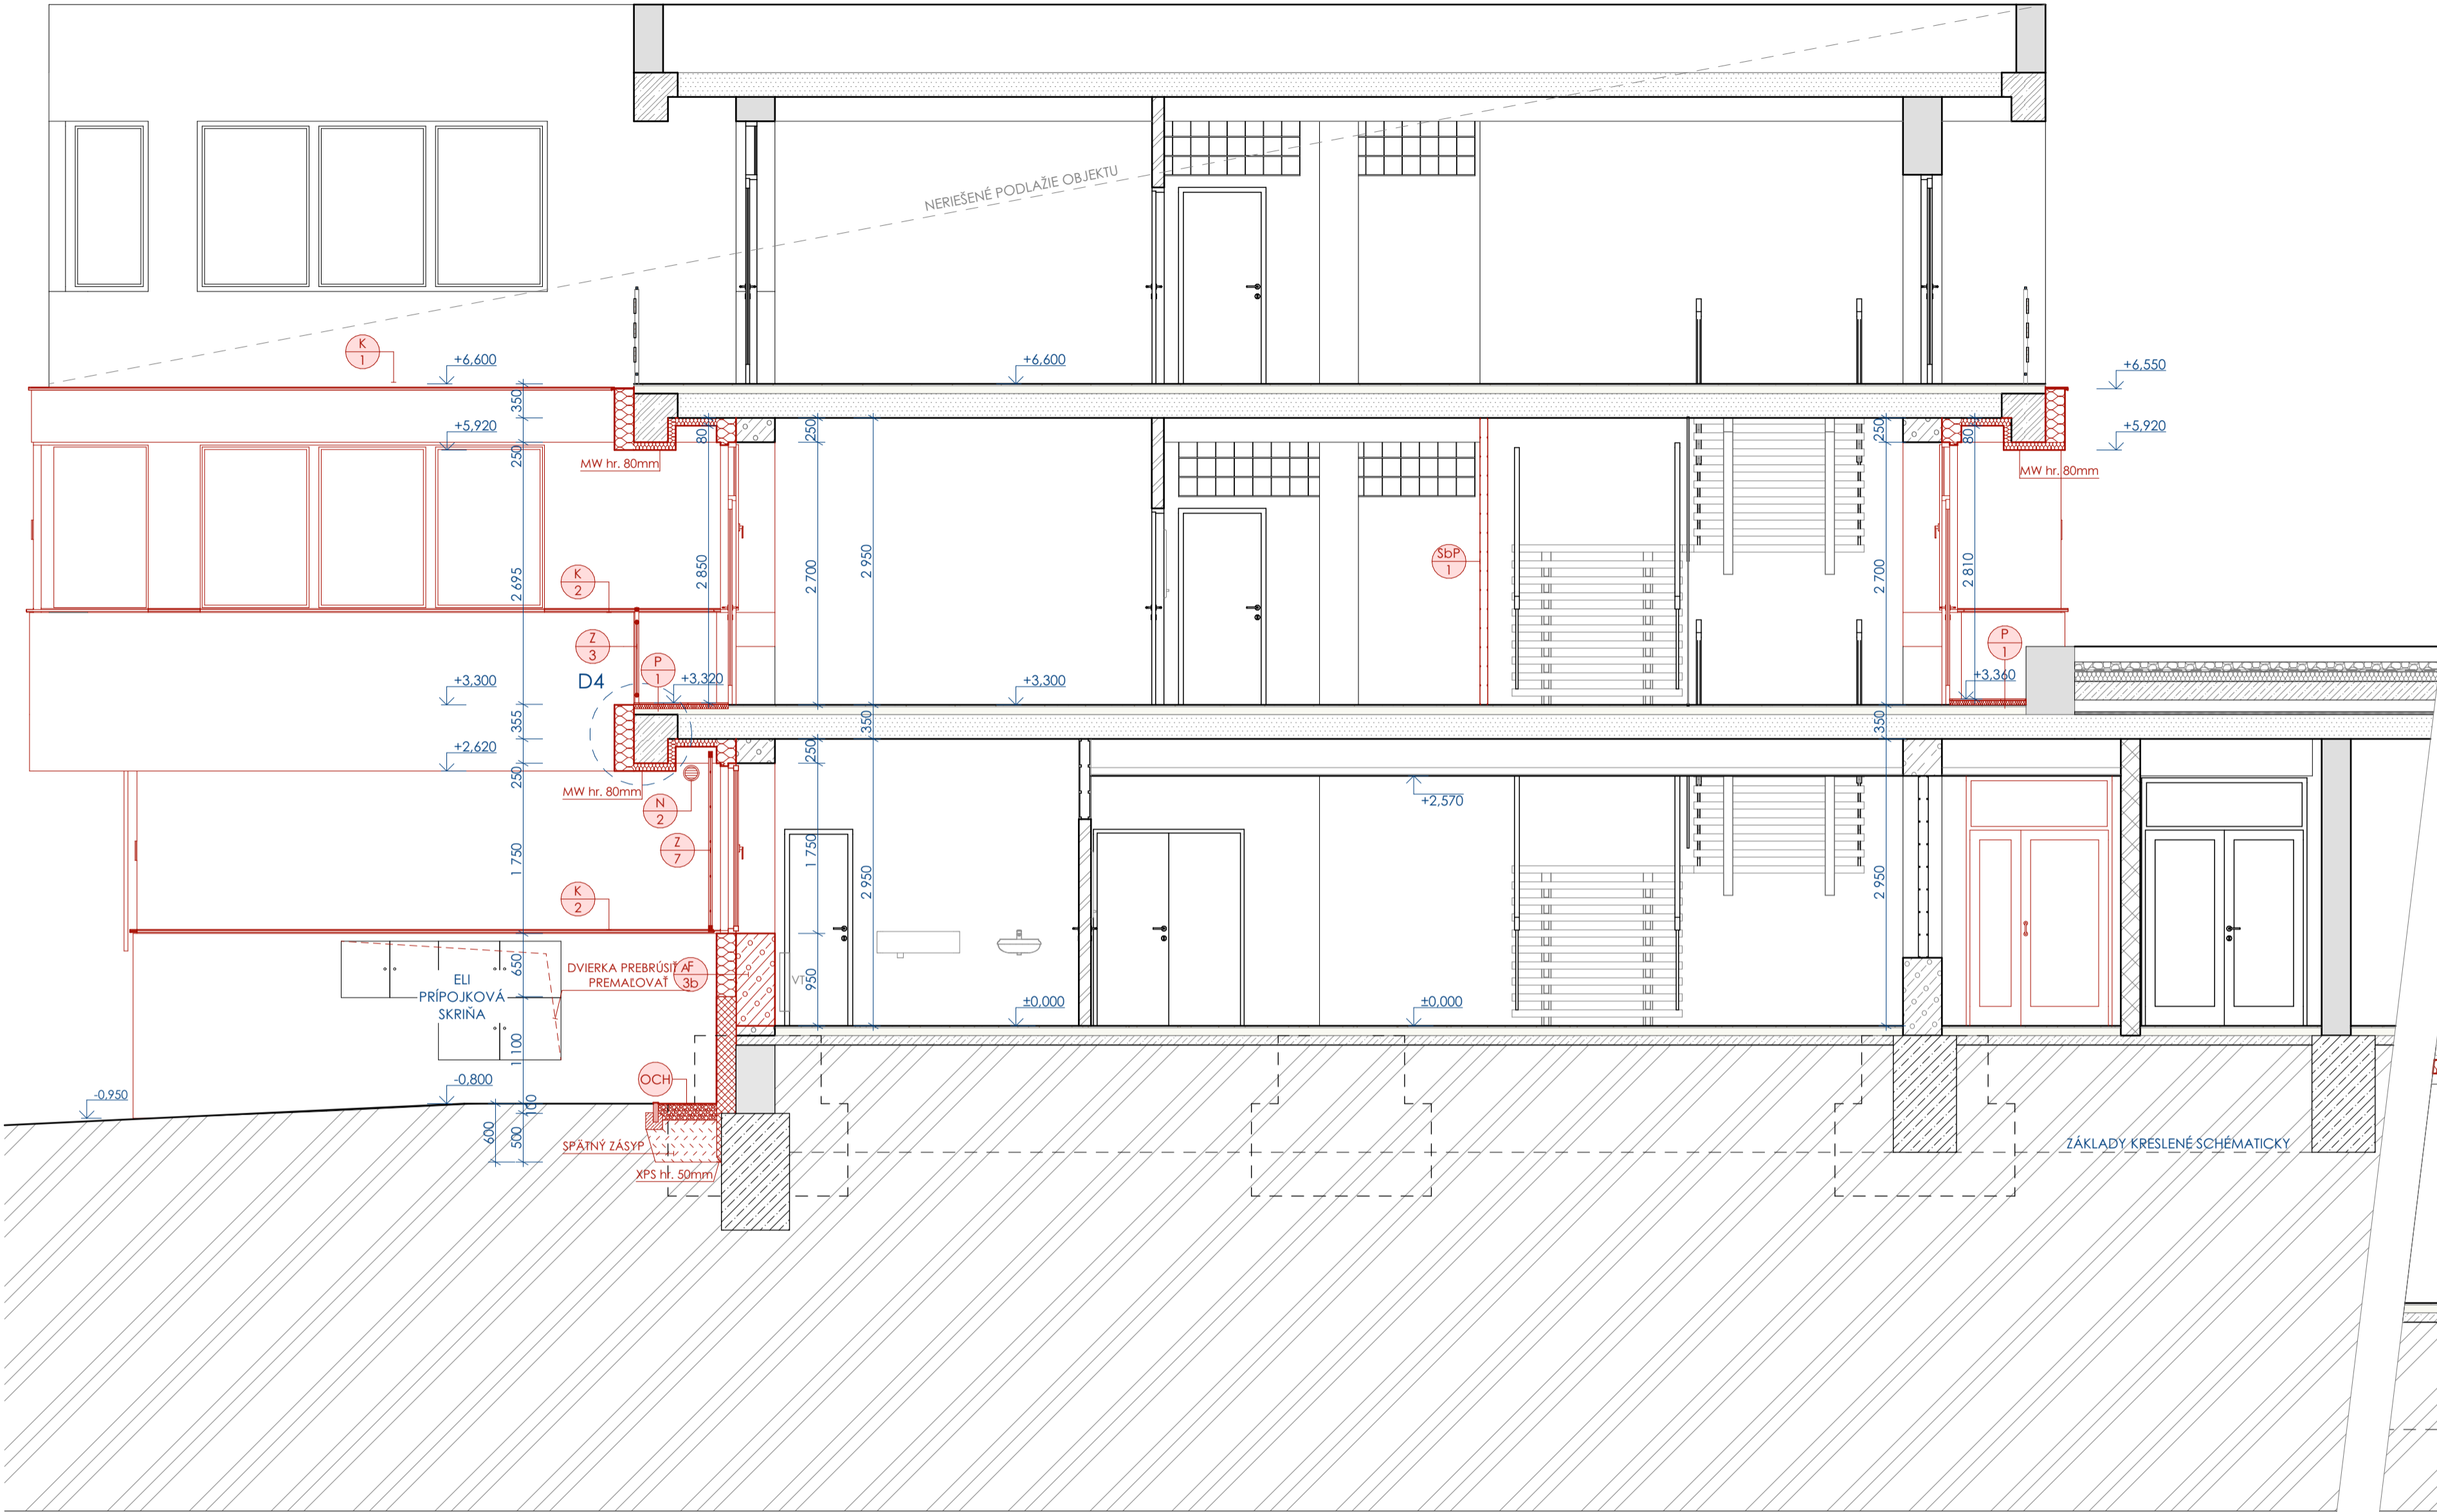 NERIEŠENÉ PODLAŽIE OBJEKTU
K
1
+6,600
+6,600
+6,550
350
+5,920
250
80
250
2 950
250
80
+5,920
MW hr. 80mm
MW hr. 80mm
K
2
2 695
2 850
2 700
SbP
1
2 700
2 810
Z
3
P
1
P
1
D4
+3,300
+3,320
+3,300
+3,360
355
350
350
+2,620
250
250
MW hr. 80mm
N
2
+2,570
Z
7
1 750
1 750
K
2
2 950
2 950
ELI
PRÍPOJKOVÁ
SKRIŇA
650
DVIERKA PREBRÚSIŤ A
PREMAĽOVAŤ
F
3b
VT
950
±0,000
±0,000
1 100
OCH
-0,800
-0,950
100
600
500
SPÄTNÝ ZÁSYP
XPS hr. 50mm
ZÁKLADY KRESLENÉ SCHÉMATICKY